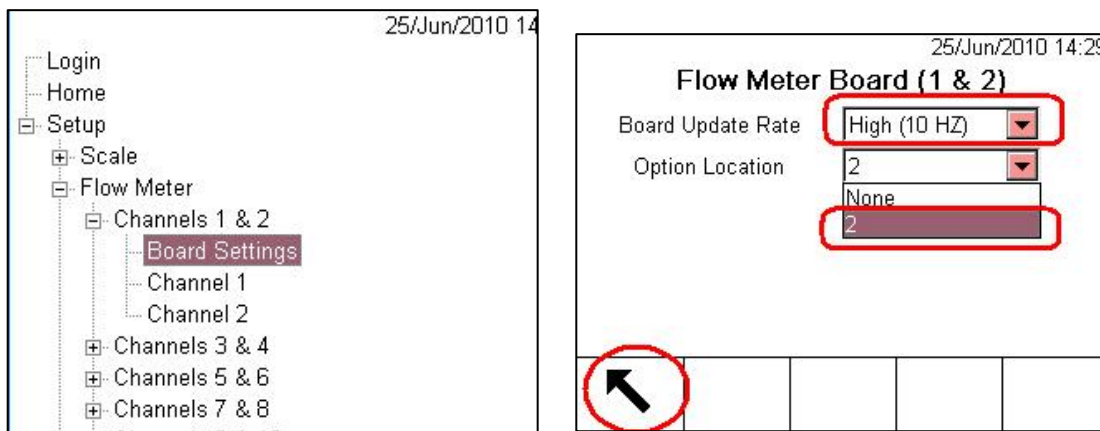 25/Jun/2010 14
Login
Home
Setup
Scale
Flow Meter
Channels 1 & 2
Board Settings
Channel 1
Channel 2
Channels 3 & 4
Channels 5 & 6
Channels 7 & 8
25/Jun/2010 14:29
Flow Meter Board (1 & 2)
Board Update Rate High (10 HZ)
Option Location 2
None
2